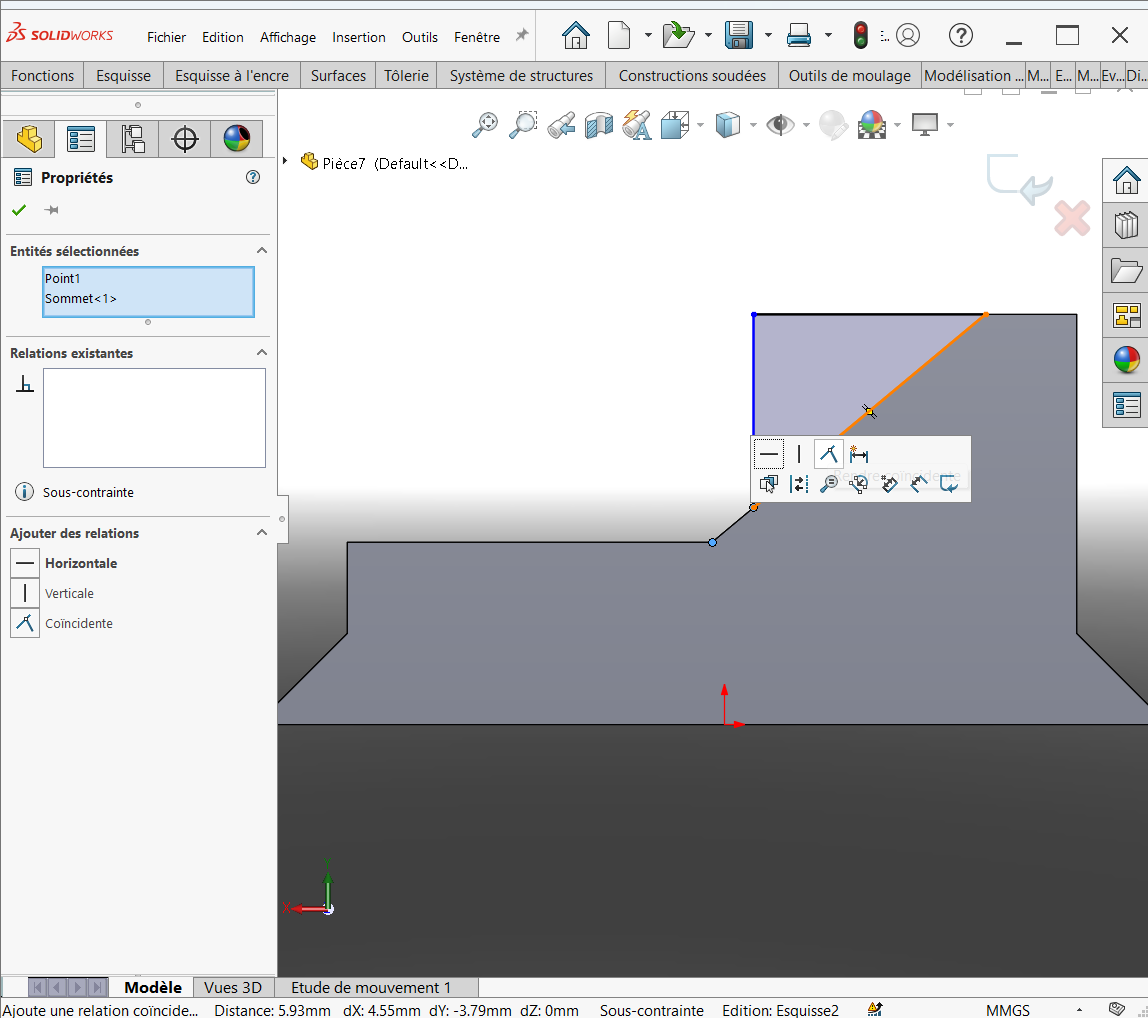 SOLIDWORKS
Fichier Edition Affichage Insertion Outils Fenêtre
Fonctions Esquisse Esquisse à l'encre Surfaces Tôlerie Système de structures Constructions soudées Outils de moulage Modélisation ... M... E... M... Ev... Di...
Pièce7 (Default<<D...
Propriétés
Entités sélectionnées
Point1
Sommet<1>
Relations existantes
Sous-contrainte
Ajouter des relations
Horizontale
Verticale
Coïncidente
Rendre coïncidente
Y
X
Modèle Vues 3D Etude de mouvement 1
Ajoute une relation coïncide... Distance: 5.93mm dX: 4.55mm dY: -3.79mm dZ: 0mm Sous-contrainte Edition: Esquisse2 MMGS